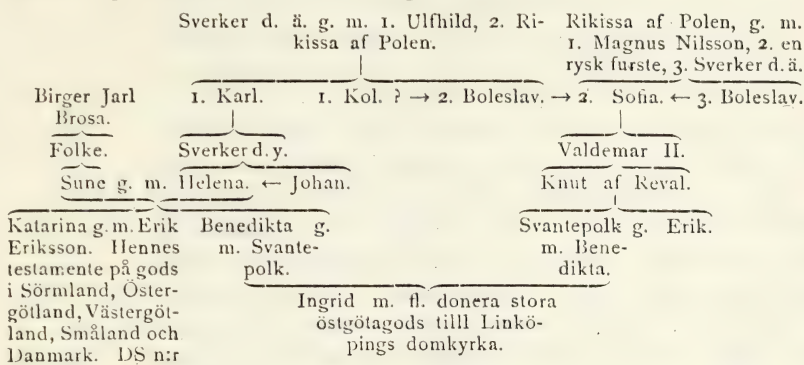 Sverker d. ä. g. m. 1. Ulfhild, 2. Ri-
kissa af Polen.
Rikissa af Polen, g. m.
1. Magnus Nilsson, 2. en
rysk furste, 3. Sverker d. ä.
Birger Jarl
Brosa.
1. Karl. 1. Kol. ? → 2. Boleslav. → 2. Sofia. ← 3. Boleslav.
Folke. Sverker d. y. Valdemar II.
Sune g. m. Helena. ← Johan. Knut af Reval.
Katarina g. m. Erik
Eriksson. Hennes
testamente på gods
i Sörmland, Öster-
götland, Västergöt-
land, Småland och
Danmark. DS n:r
Benedikta g.
m. Svante-
polk.
Svantepolk g. Erik.
m. Bene-
dikta.
Ingrid m. fl. donera stora
östgötagods tilll Linkö-
pings domkyrka.